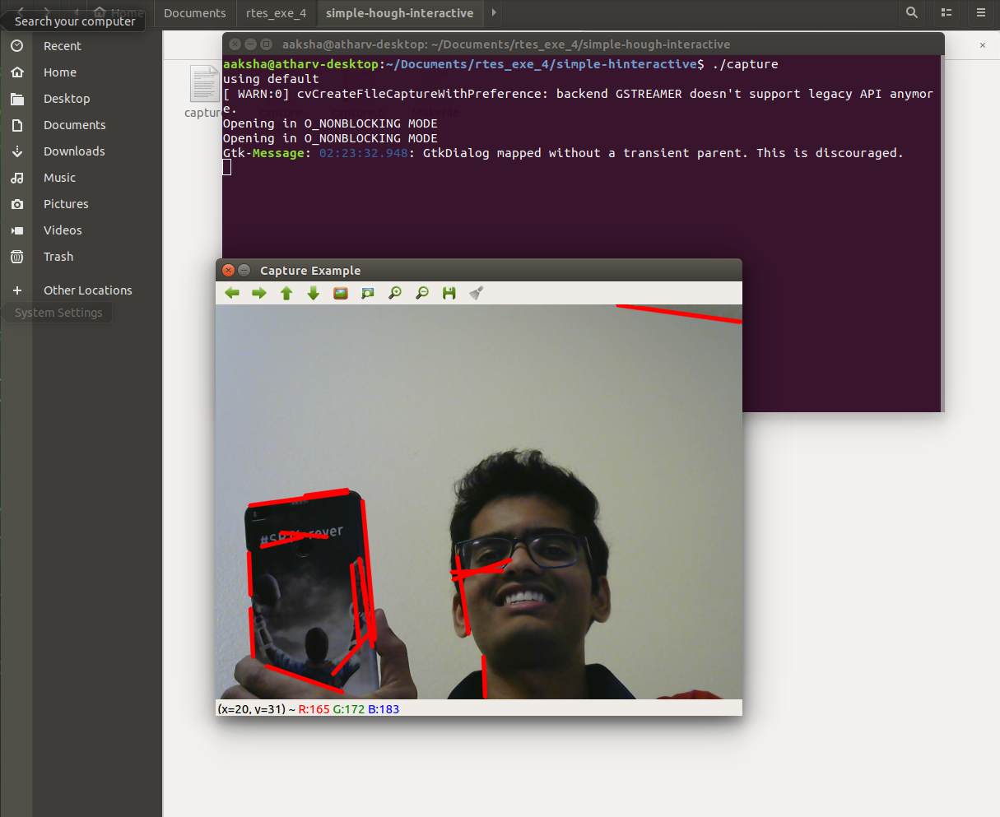 Home
Documents
rtes_exe_4
simple-hough-interactive
Search your computer
Recent
Home
Desktop
Documents
Downloads
Music
Pictures
Videos
Trash
Other Locations
System Settings
aaksha@atharv-desktop: ~/Documents/rtes_exe_4/simple-hough-interactive
aaksha@atharv-desktop:~/Documents/rtes_exe_4/simple-hinteractive$ ./capture
using default
[ WARN:0] cvCreateFileCaptureWithPreference: backend GSTREAMER doesn't support legacy API anymor
e.
Opening in O_NONBLOCKING MODE
Opening in O_NONBLOCKING MODE
Gtk-Message: 02:23:32.948: GtkDialog mapped without a transient parent. This is discouraged.
capture
Capture Example
(x=20, y=31) ~ R:165 G:172 B:183